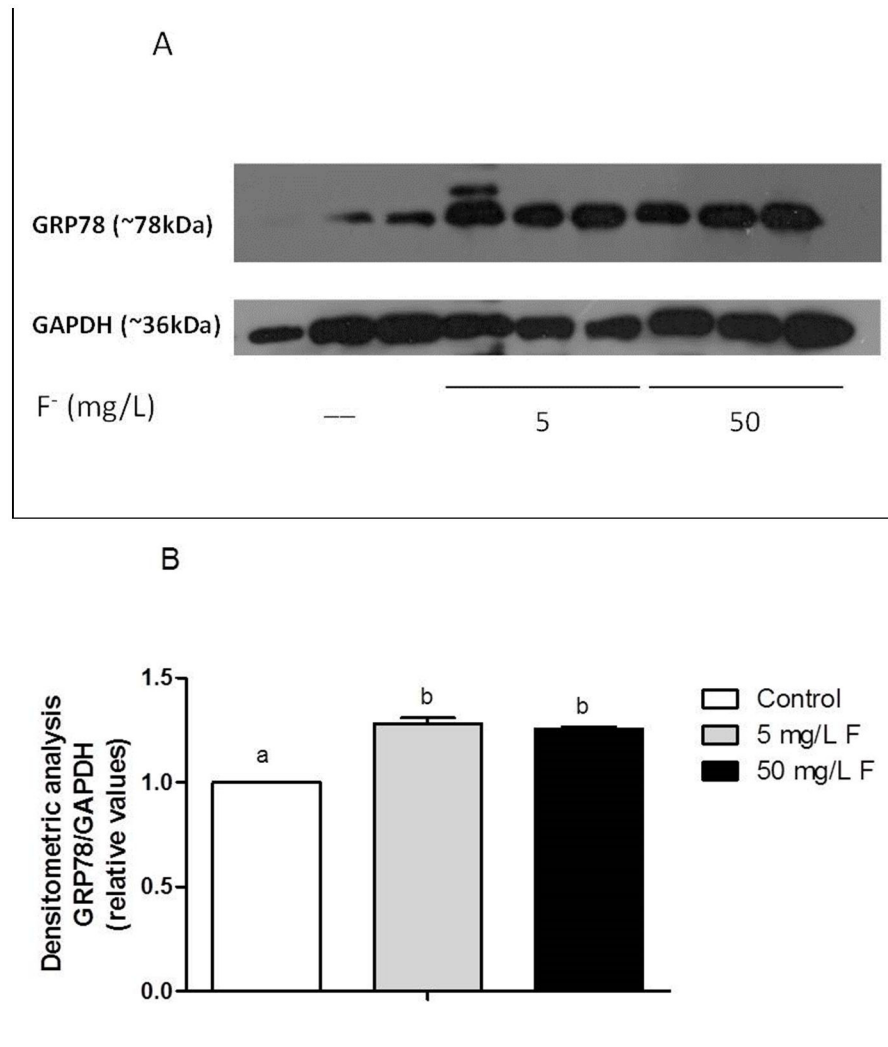 A
GRP78 (~78kDa)
GAPDH (~36kDa)
F- (mg/L)
__
5
50
B
Densitometric analysis
GRP78/GAPDH
(relative values)
1.5
1.0
0.5
0.0
a
b
b
Control
5 mg/L F
50 mg/L F